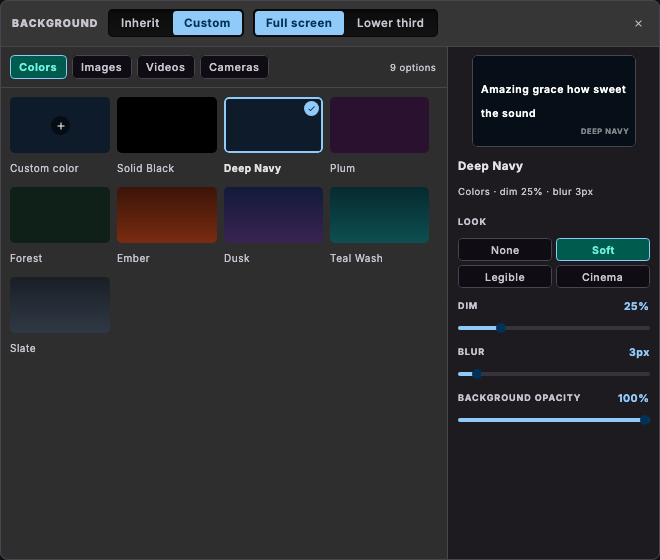 BACKGROUND Inherit Custom Full screen Lower third ×
Colors Images Videos Cameras 9 options
Custom color Solid Black Deep Navy Plum
Forest Ember Dusk Teal Wash
Slate
Amazing grace how sweet
the sound
DEEP NAVY
Deep Navy
Colors · dim 25% · blur 3px
LOOK
None Soft
Legible Cinema
DIM 25%
BLUR 3px
BACKGROUND OPACITY 100%